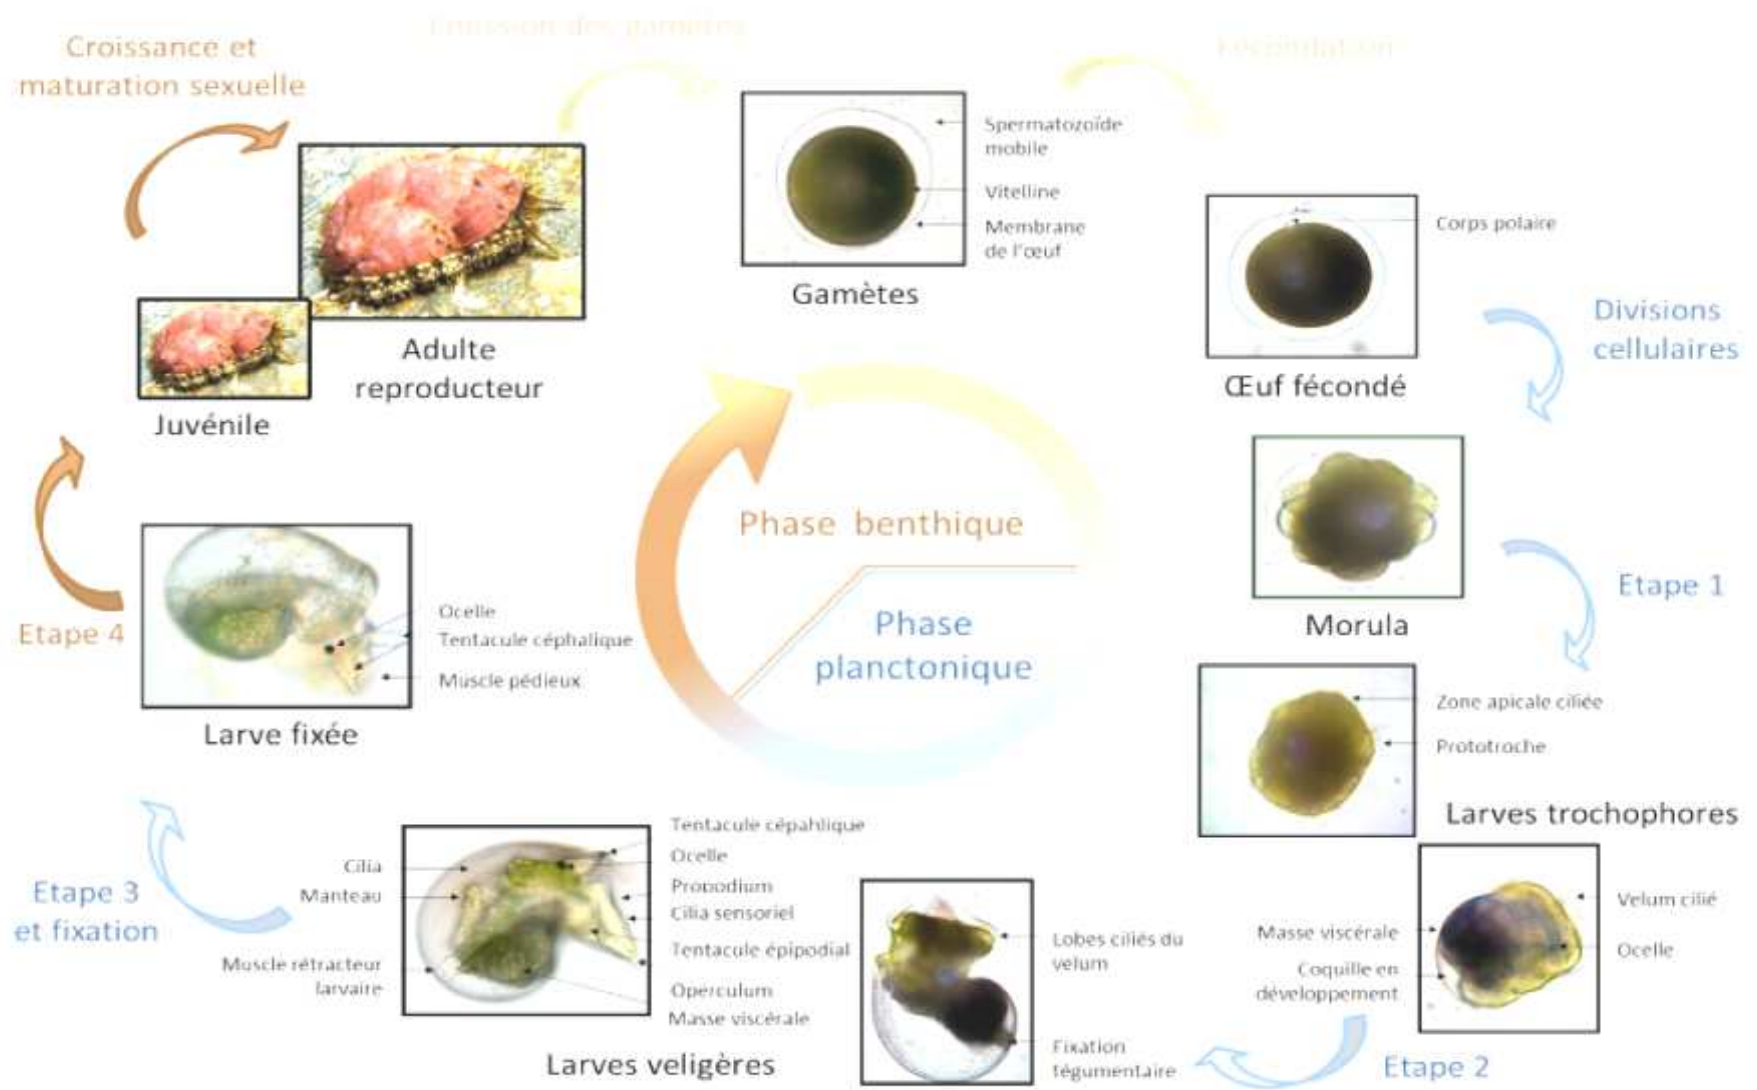 Croissance et
maturation sexuelle
Emission des gamètes
Fécondation
Spermatozoïde
mobile
Vitelline
Membrane
de l'œuf
Gamètes
Corps polaire
Œuf fécondé
Divisions
cellulaires
Adulte
reproducteur
Juvénile
Phase benthique
Phase
planctonique
Morula
Etape 1
Zone apicale ciliée
Prototroche
Larves trochophores
Ocelle
Tentacule céphalique
Muscle pédieux
Etape 4
Larve fixée
Velum cilié
Ocelle
Masse viscérale
Coquille en
développement
Etape 2
Lobes ciliés du
velum
Fixation
tégumentaire
Tentacule cépahlique
Ocelle
Propodium
Cilia sensoriel
Tentacule épipodial
Operculum
Masse viscérale
Cilia
Manteau
Muscle rétracteur
larvaire
Larves veligères
Etape 3
et fixation